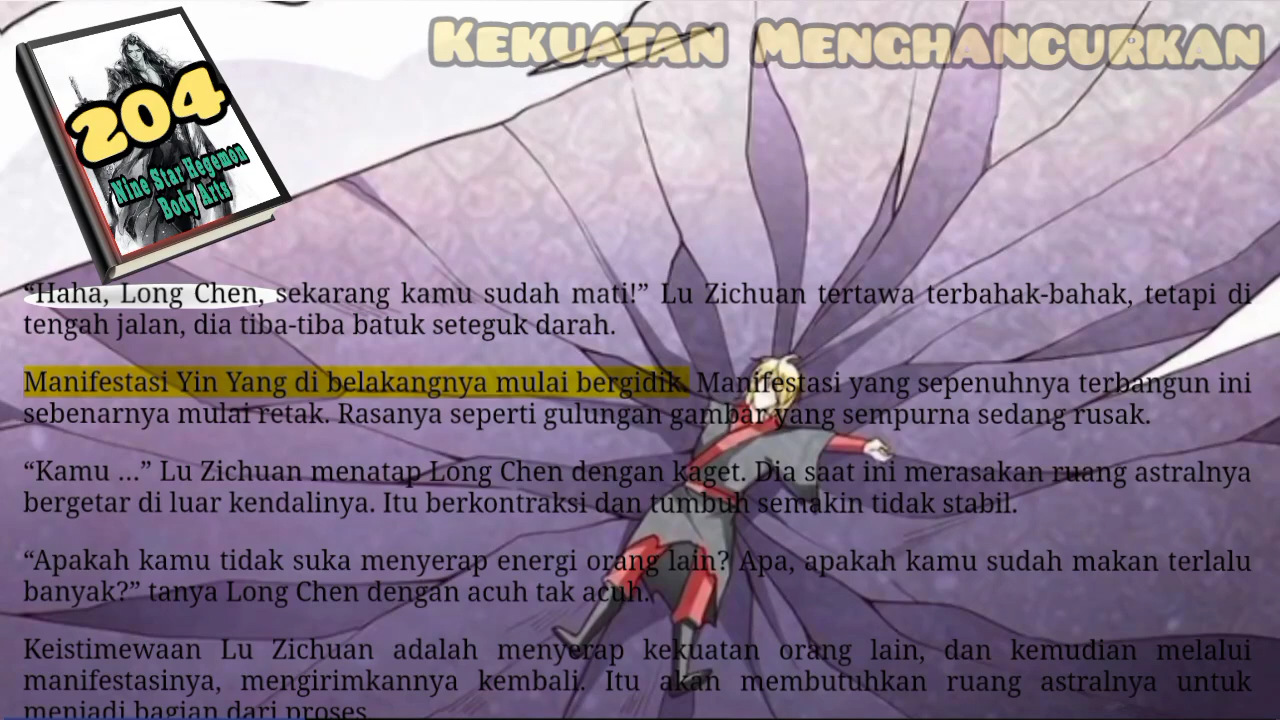 Kekuatan Menghancurkan
204
Nine Star Hegemon
Body Arts
“Haha, Long Chen, sekarang kamu sudah mati!” Lu Zichuan tertawa terbahak-bahak, tetapi di
tengah jalan, dia tiba-tiba batuk seteguk darah.
Manifestasi Yin Yang di belakangnya mulai bergidik. Manifestasi yang sepenuhnya terbangun ini
sebenarnya mulai retak. Rasanya seperti gulungan gambar yang sempurna sedang rusak.
“Kamu ...” Lu Zichuan menatap Long Chen dengan kaget. Dia saat ini merasakan ruang astralnya
bergetar di luar kendalinya. Itu berkontraksi dan tumbuh semakin tidak stabil.
“Apakah kamu tidak suka menyerap energi orang lain? Apa, apakah kamu sudah makan terlalu
banyak?” tanya Long Chen dengan acuh tak acuh.
Keistimewaan Lu Zichuan adalah menyerap kekuatan orang lain, dan kemudian melalui
manifestasinya, mengirimkannya kembali. Itu akan membutuhkan ruang astralnya untuk
menjadi bagian dari proses.